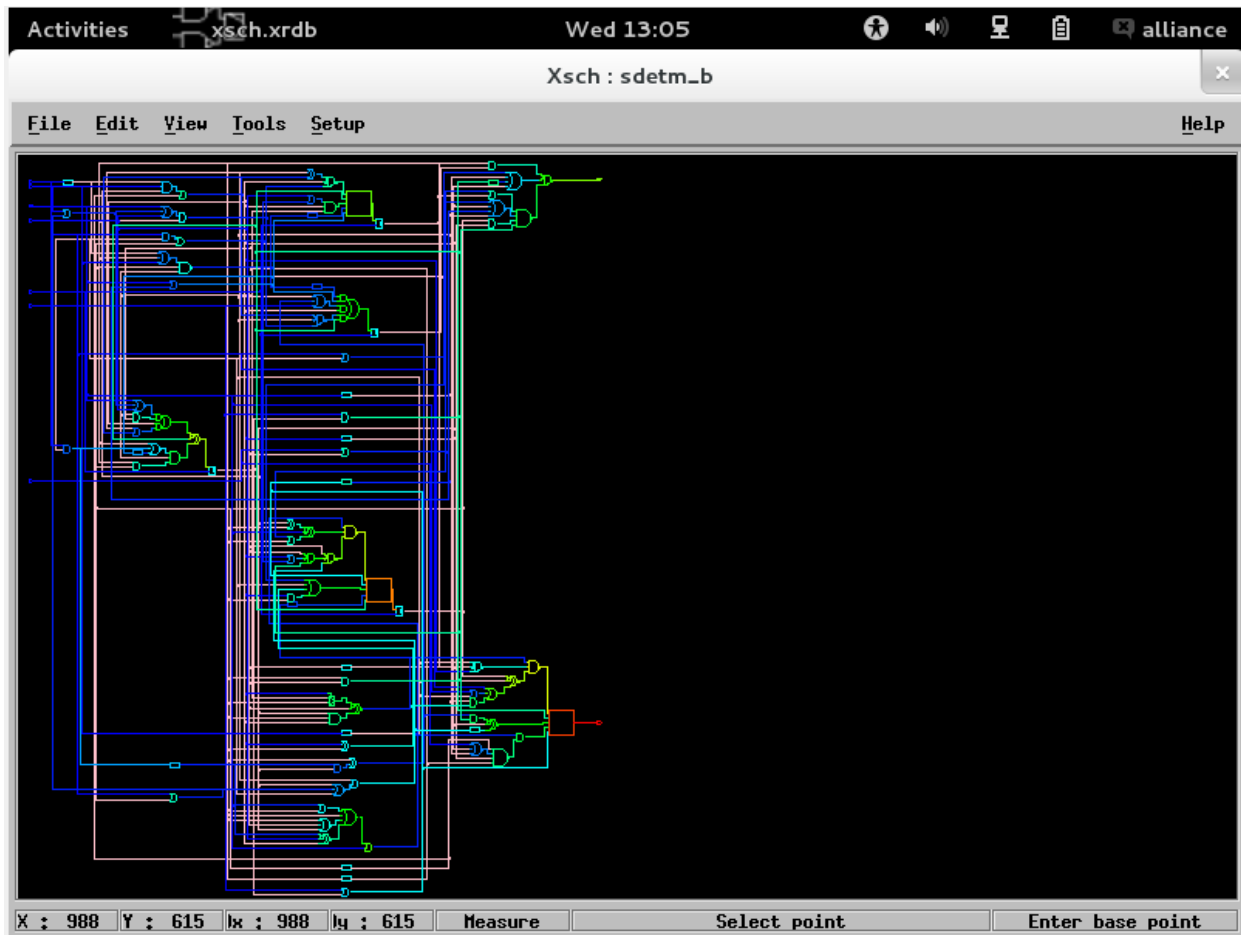 Activities xsch.xrdb Wed 13:05 alliance
Xsch : sdetm_b
File Edit View Tools Setup Help
X : 988 Y : 615 Ix : 988 Iy : 615 Measure Select point Enter base point